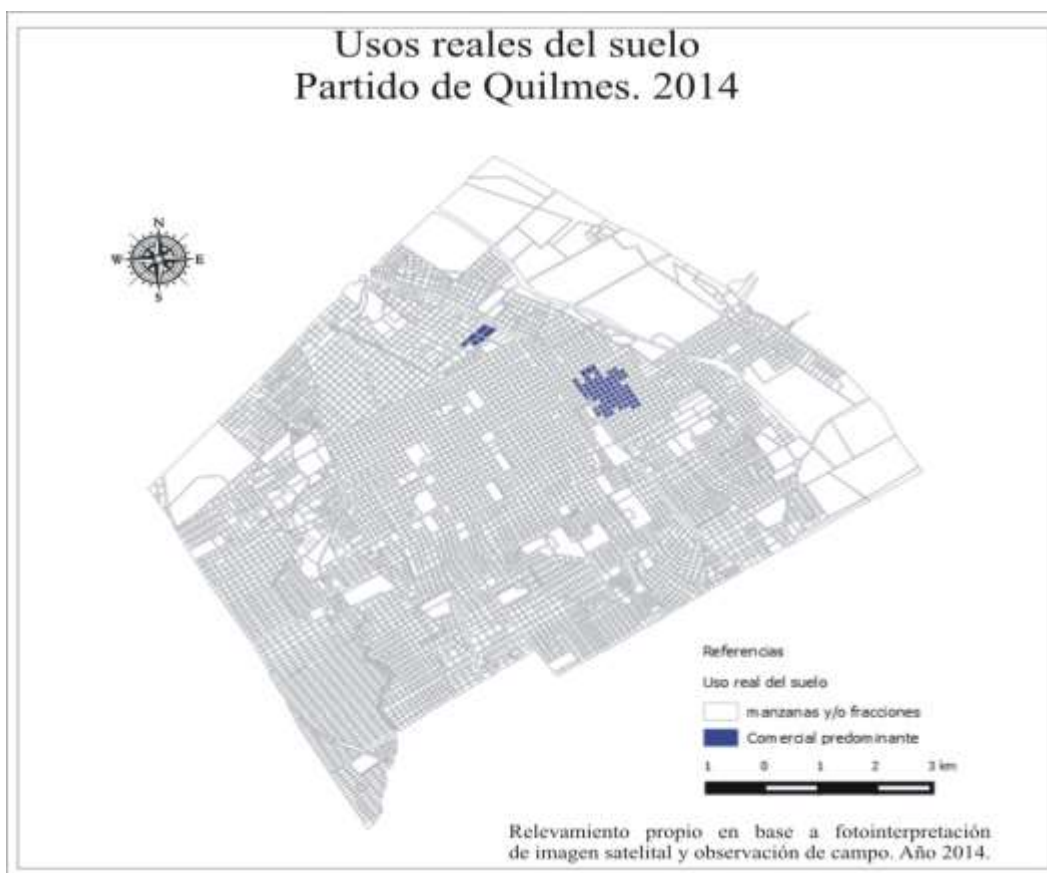 Usos reales del suelo
Partido de Quilmes. 2014
N
W E
S
Referencias
Uso real del suelo
manzanas y/o fracciones
Comercial predominante
1 0 1 2 3 km
Relevamiento propio en base a fotointerpretación
de imagen satelital y observación de campo. Año 2014.